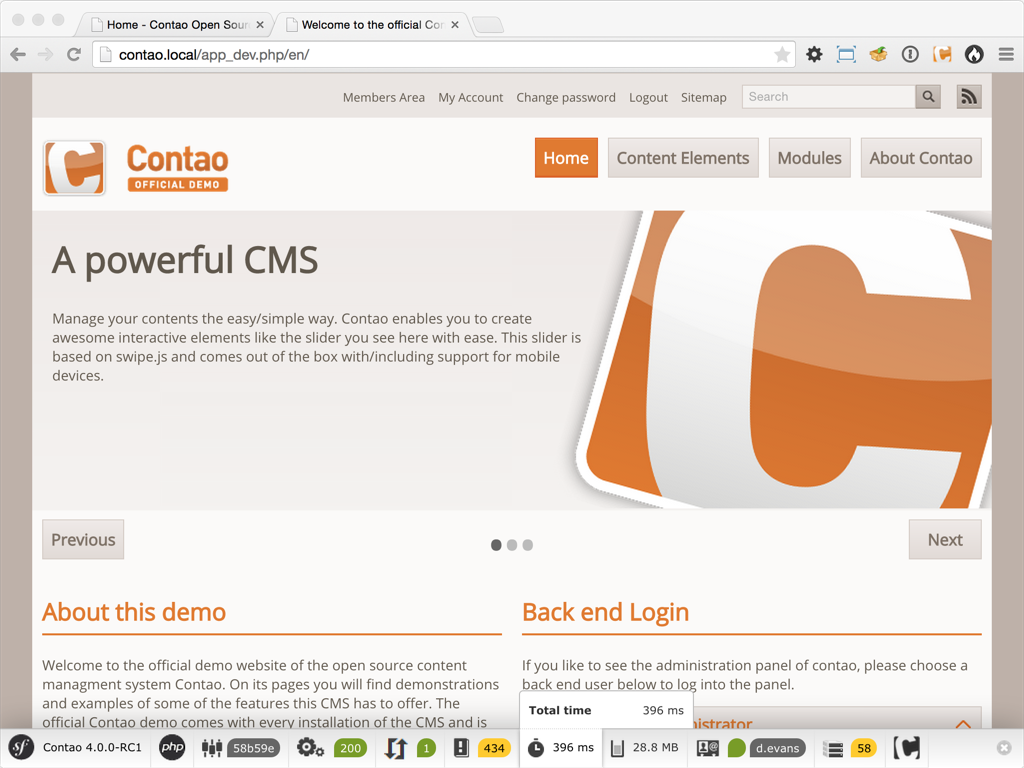 Home - Contao Open Sour
Welcome to the official Con
contao.local/app_dev.php/en/
Members Area My Account Change password Logout Sitemap Search
Contao
OFFICIAL DEMO
Home Content Elements Modules About Contao
A powerful CMS
Manage your contents the easy/simple way. Contao enables you to create
awesome interactive elements like the slider you see here with ease. This slider is
based on swipe.js and comes out of the box with/including support for mobile
devices.
Previous
Next
About this demo
Welcome to the official demo website of the open source content
managment system Contao. On its pages you will find demonstrations
and examples of some of the features this CMS has to offer. The
official Contao demo comes with every installation of the CMS and is
Back end Login
If you like to see the administration panel of contao, please choose a
back end user below to log into the panel.
nistrator
Total time 396 ms
sf Contao 4.0.0-RC1 php 58b59e 200 1 434 396 ms 28.8 MB d.evans 58